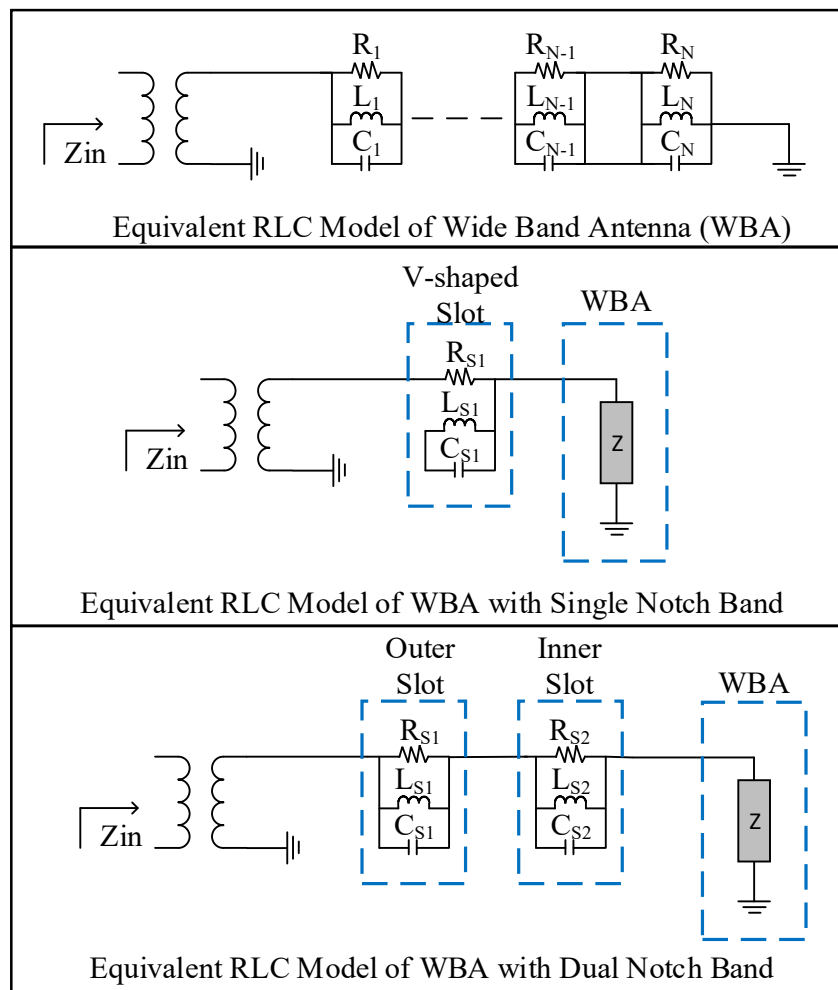 R1
RN-1
RN
L1
LN-1
LN
C1
CN-1
CN
Zin
Equivalent RLC Model of Wide Band Antenna (WBA)
V-shaped
Slot
WBA
RS1
LS1
CS1
Zin
Z
Equivalent RLC Model of WBA with Single Notch Band
Outer
Slot
Inner
Slot
WBA
RS1
RS2
LS1
LS2
CS1
CS2
Zin
Z
Equivalent RLC Model of WBA with Dual Notch Band